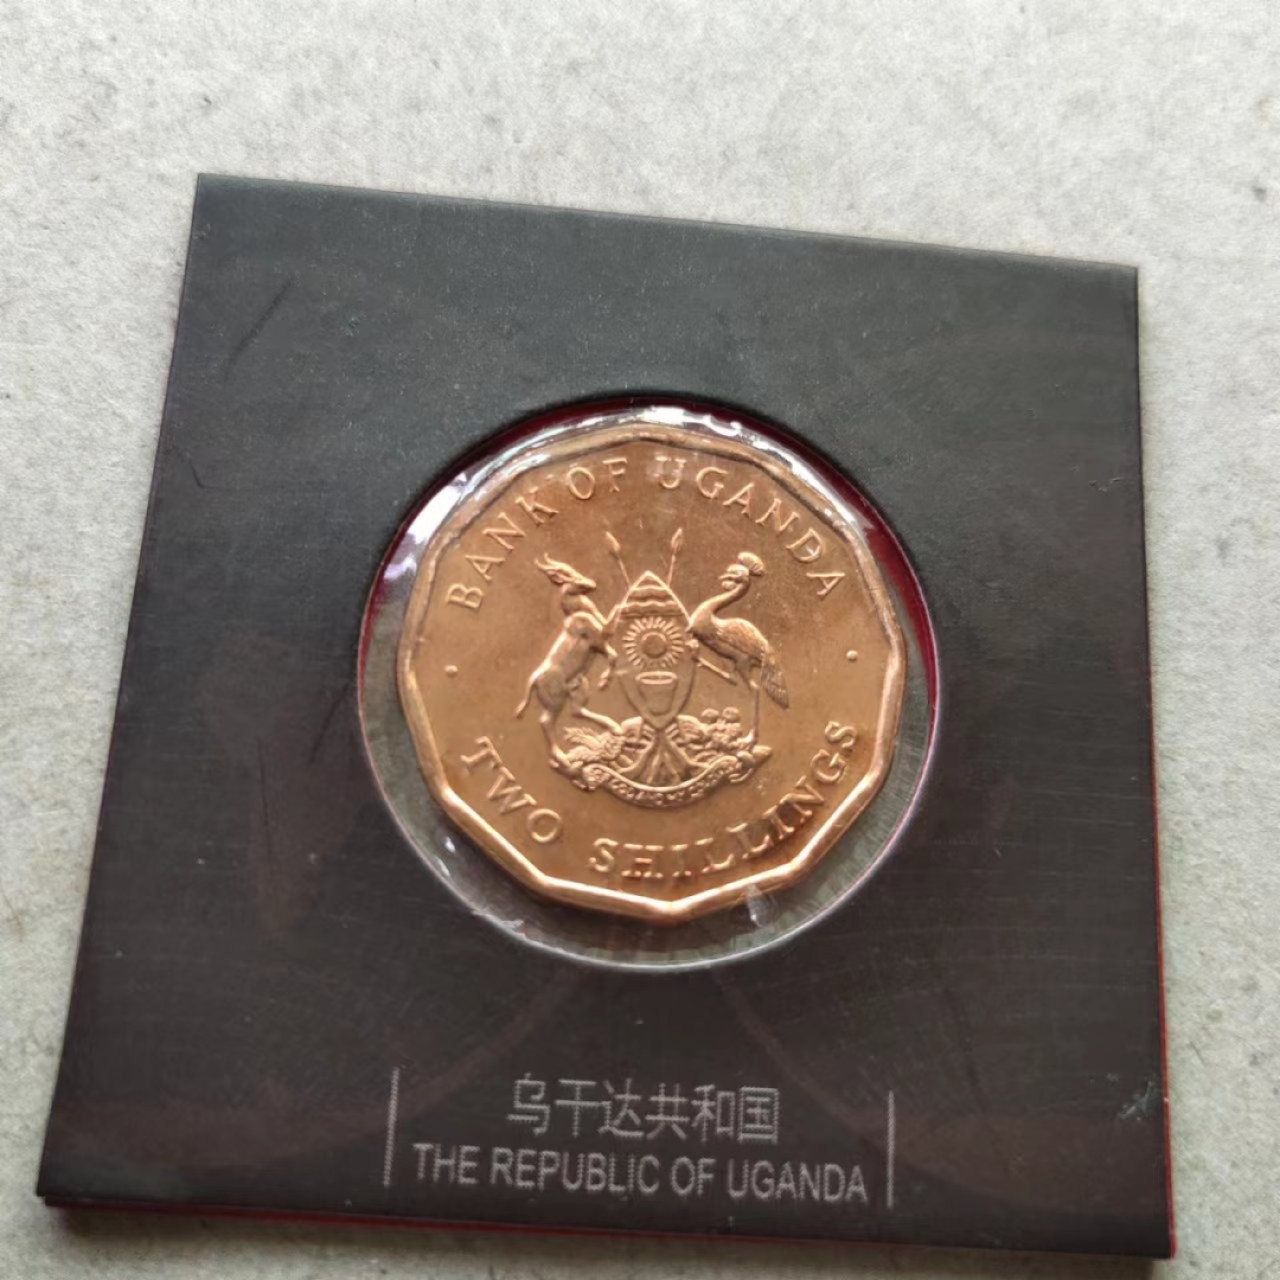 BANK OF UGANDA
TWO SHILLINGS
乌干达共和国
THE REPUBLIC OF UGANDA